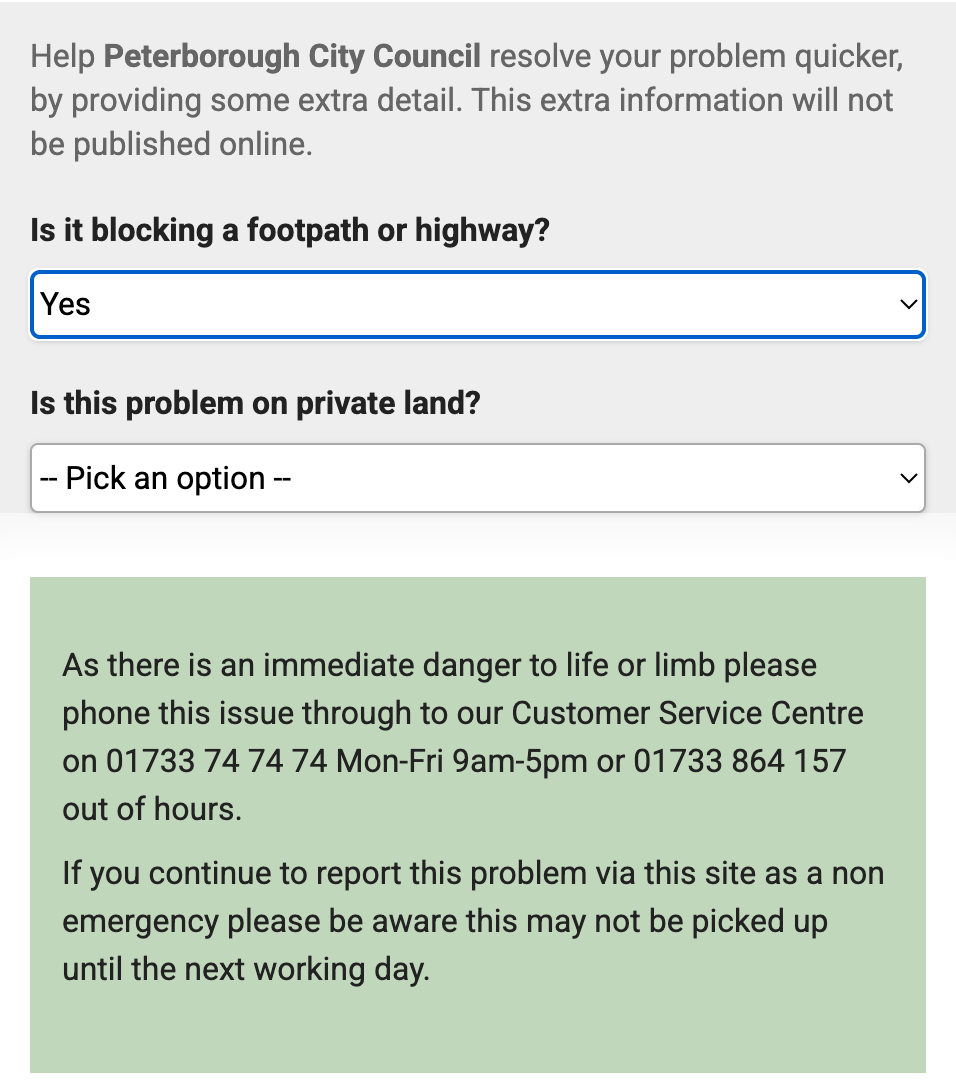 Help Peterborough City Council resolve your problem quicker,
by providing some extra detail. This extra information will not
be published online.
Is it blocking a footpath or highway?
Yes
Is this problem on private land?
-- Pick an option --
As there is an immediate danger to life or limb please
phone this issue through to our Customer Service Centre
on 01733 74 74 74 Mon-Fri 9am-5pm or 01733 864 157
out of hours.
If you continue to report this problem via this site as a non
emergency please be aware this may not be picked up
until the next working day.